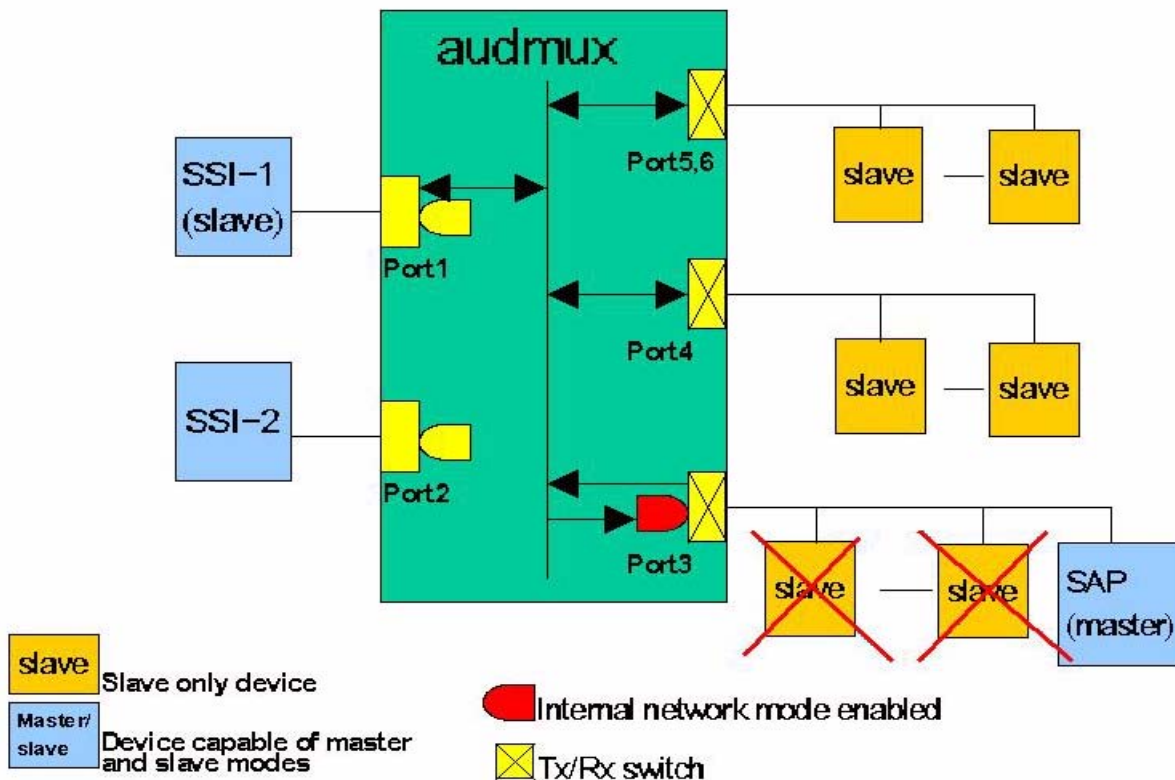 audmux
SSI-1
(slave)
Port1
SSI-2
Port2
Port5,6
slave
slave
Port4
slave
slave
Port3
slave
slave
SAP
(master)
slave
Slave only device
Master/
slave
Device capable of master
and slave modes
Internal network mode enabled
Tx/Rx switch